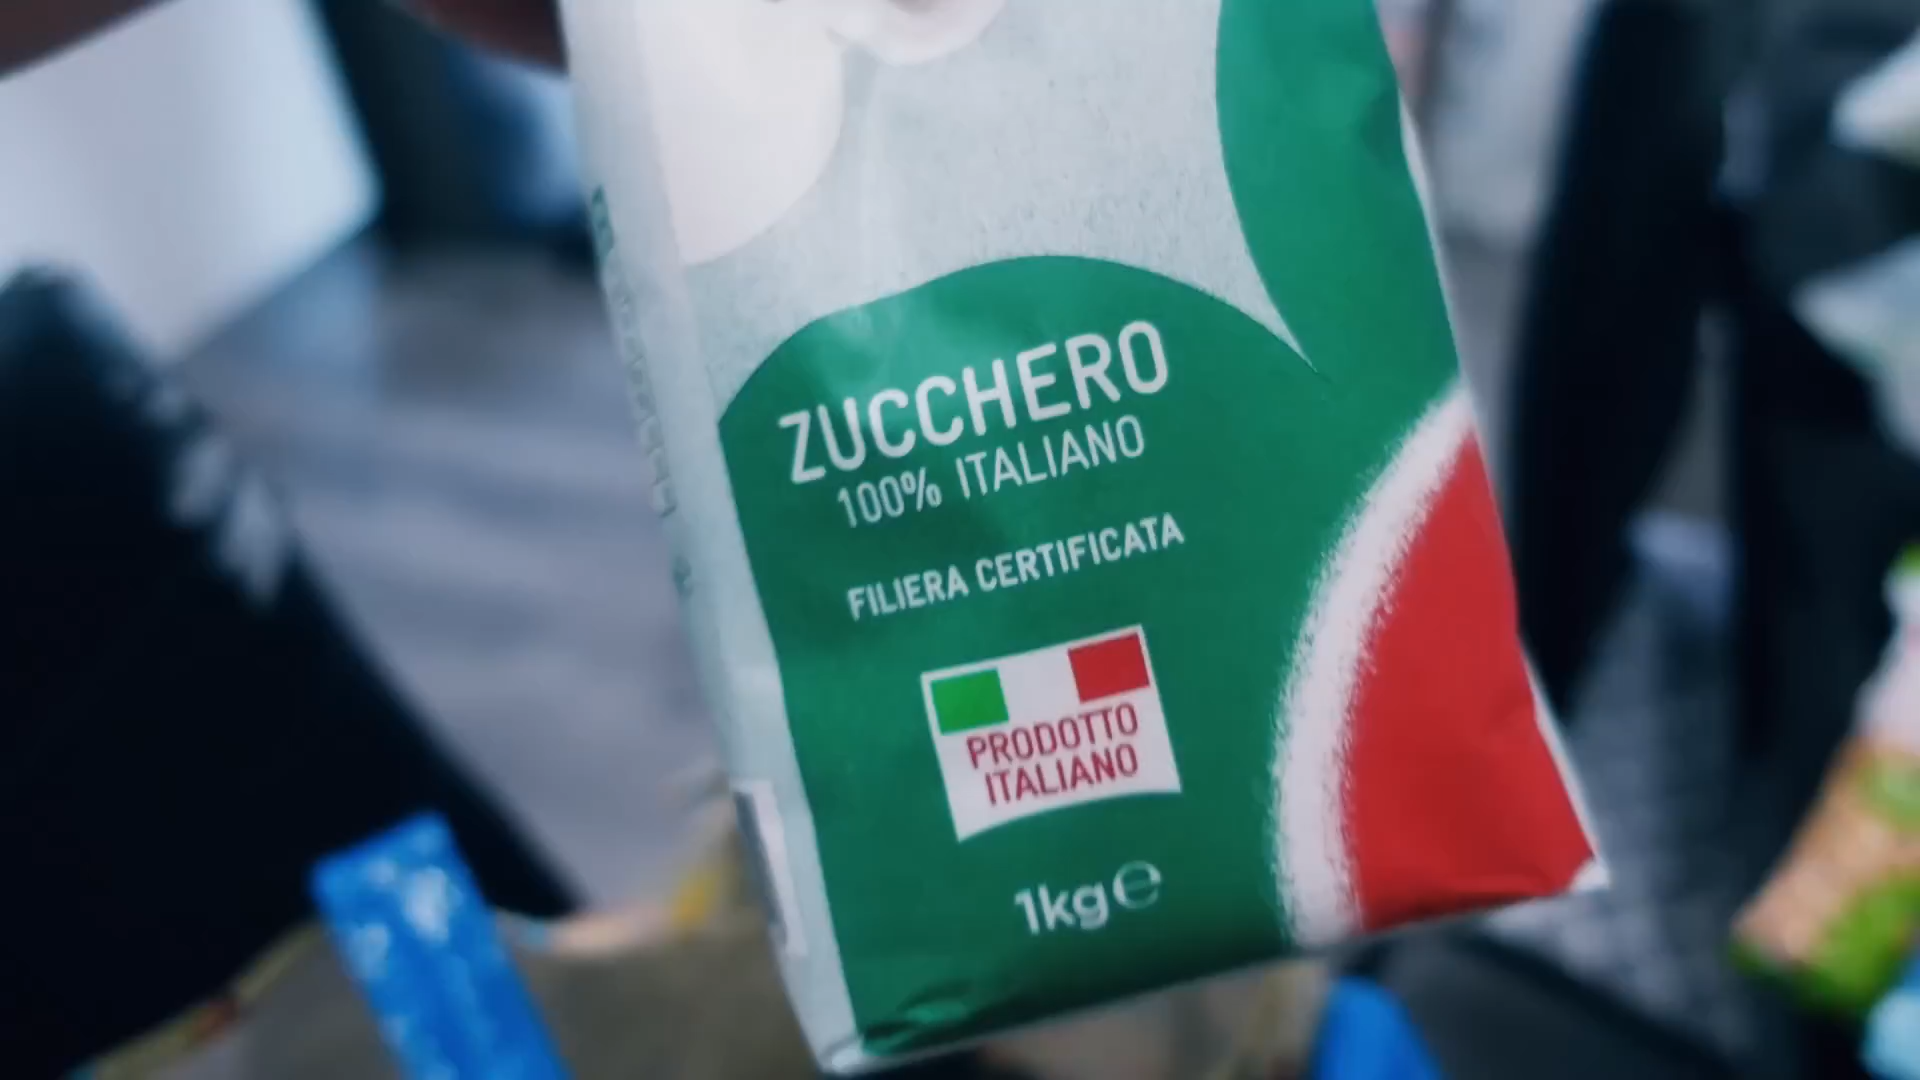 ZUCCHERO
100% ITALIANO
FILIERA CERTIFICATA
PRODOTTO
ITALIANO
1kg ℮